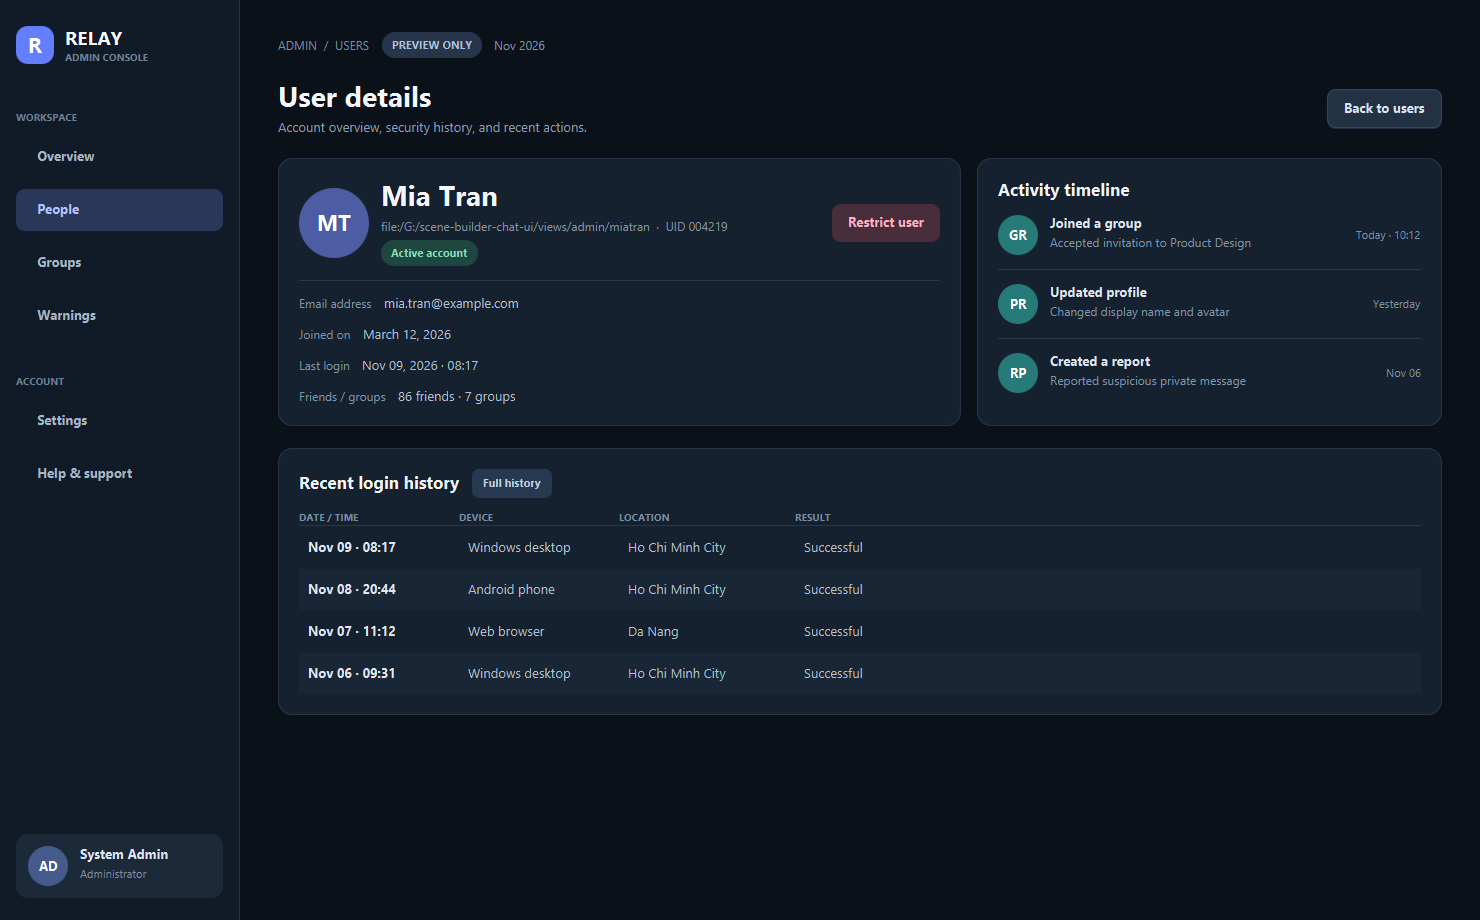 R
RELAY
ADMIN CONSOLE
WORKSPACE
Overview
People
Groups
Warnings
ACCOUNT
Settings
Help & support
AD
System Admin
Administrator
ADMIN / USERS PREVIEW ONLY Nov 2026
User details
Account overview, security history, and recent actions.
Back to users
MT
Mia Tran
file:/G:/scene-builder-chat-ui/views/admin/miatran · UID 004219
Active account
Restrict user
Email address mia.tran@example.com
Joined on March 12, 2026
Last login Nov 09, 2026 · 08:17
Friends / groups 86 friends · 7 groups
Activity timeline
GR
Joined a group
Accepted invitation to Product Design
Today · 10:12
PR
Updated profile
Changed display name and avatar
Yesterday
RP
Created a report
Reported suspicious private message
Nov 06
Recent login history Full history
DATE / TIME DEVICE LOCATION RESULT
Nov 09 · 08:17 Windows desktop Ho Chi Minh City Successful
Nov 08 · 20:44 Android phone Ho Chi Minh City Successful
Nov 07 · 11:12 Web browser Da Nang Successful
Nov 06 · 09:31 Windows desktop Ho Chi Minh City Successful